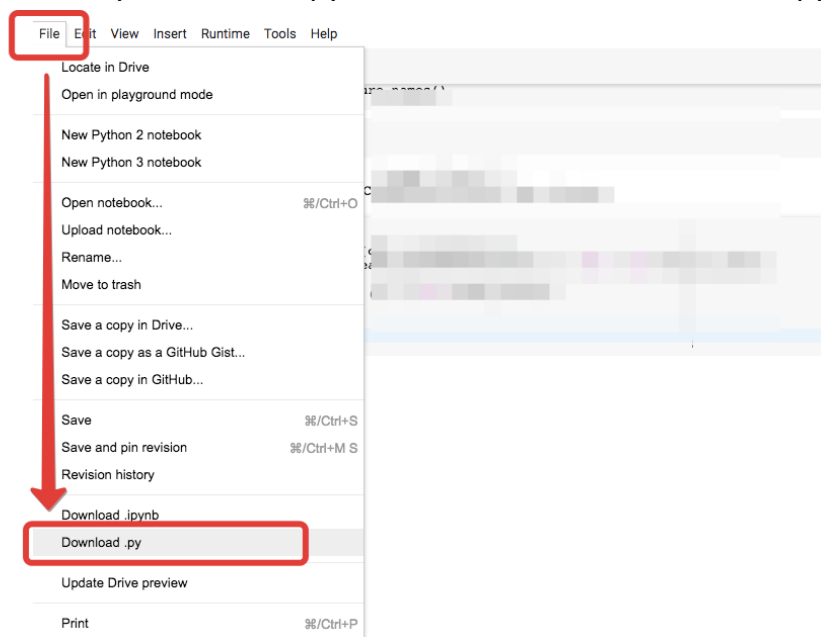 File Edit View Insert Runtime Tools Help
Locate in Drive
Open in playground mode
New Python 2 notebook
New Python 3 notebook
Open notebook... ⌘/Ctrl+O
Upload notebook...
Rename...
Move to trash
Save a copy in Drive...
Save a copy as a GitHub Gist...
Save a copy in GitHub...
Save ⌘/Ctrl+S
Save and pin revision ⌘/Ctrl+M S
Revision history
Download .ipynb
Download .py
Update Drive preview
Print ⌘/Ctrl+P